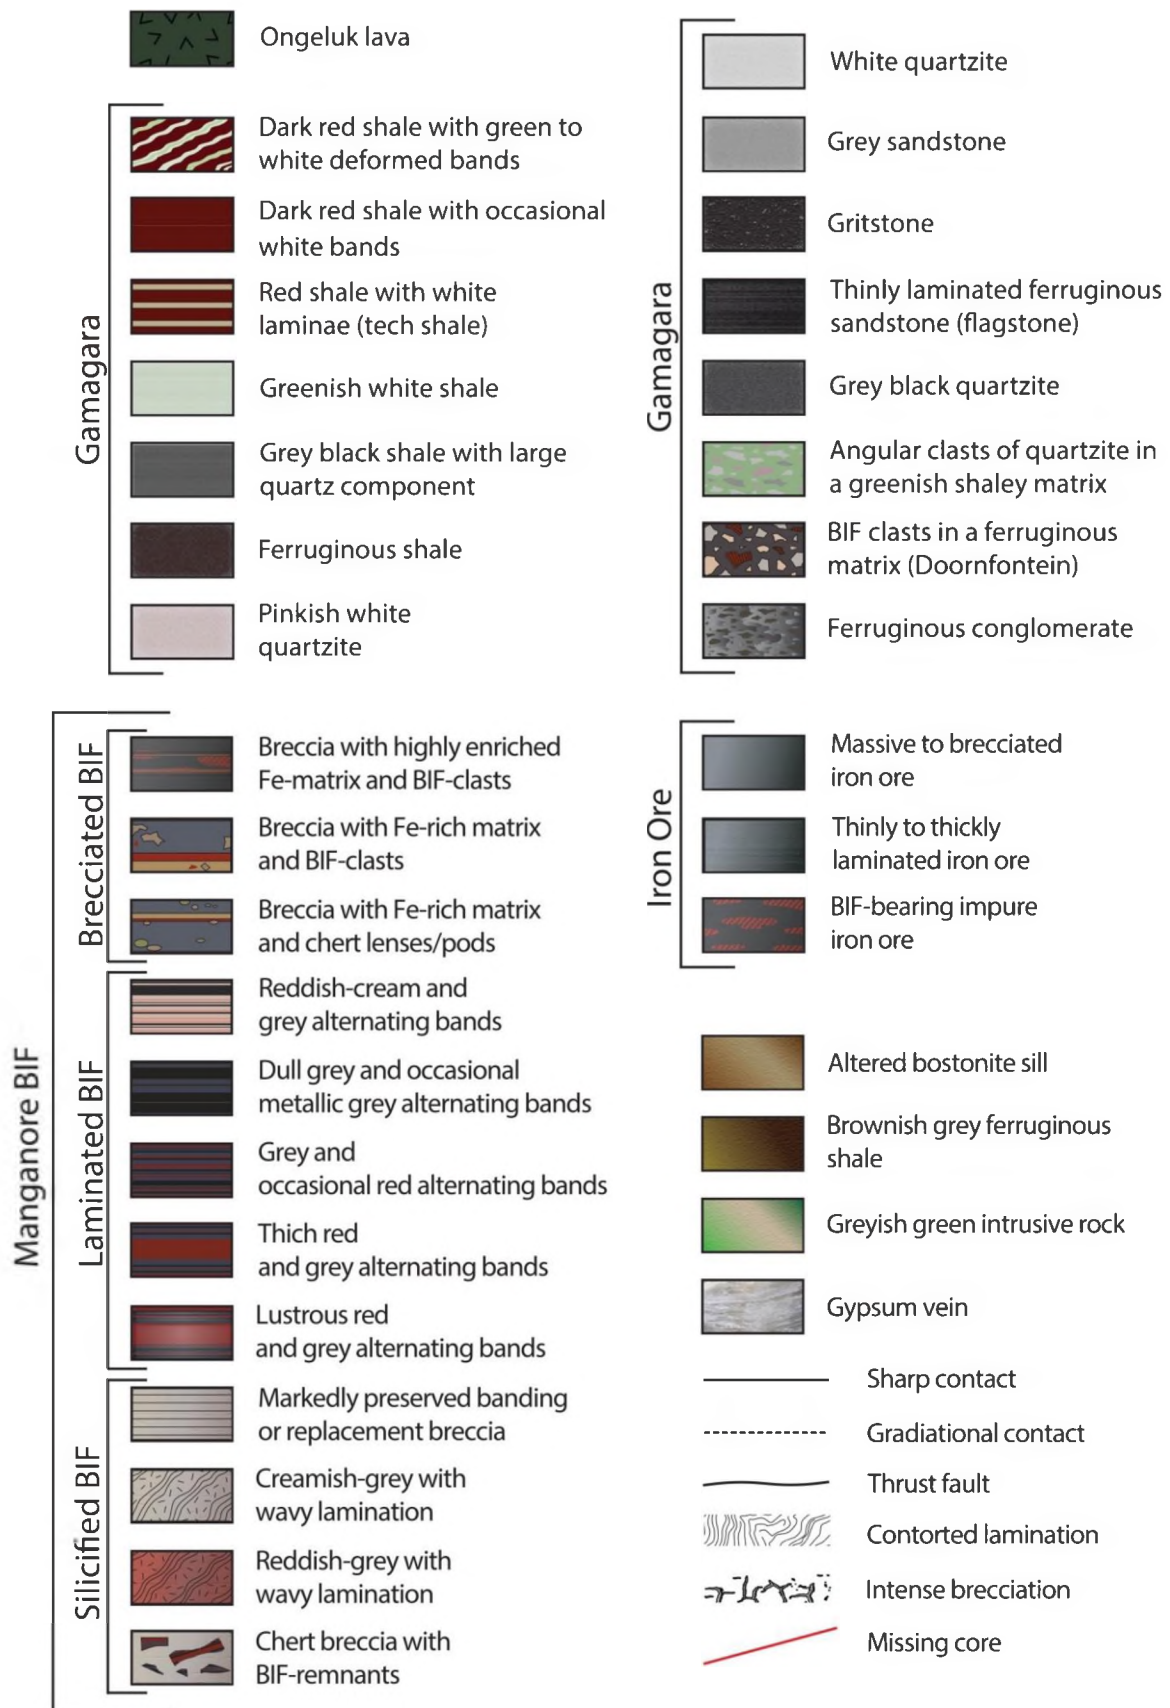 Ongeluk lava
Gamagara
Dark red shale with green to
white deformed bands
Dark red shale with occasional
white bands
Red shale with white
laminae (tech shale)
Greenish white shale
Grey black shale with large
quartz component
Ferruginous shale
Pinkish white
quartzite
Gamagara
White quartzite
Grey sandstone
Gritstone
Thinly laminated ferruginous
sandstone (flagstone)
Grey black quartzite
Angular clasts of quartzite in
a greenish shaley matrix
BIF clasts in a ferruginous
matrix (Doornfontein)
Ferruginous conglomerate
Manganore BIF
Brecciated BIF
Breccia with highly enriched
Fe-matrix and BIF-clasts
Breccia with Fe-rich matrix
and BIF-clasts
Breccia with Fe-rich matrix
and chert lenses/pods
Laminated BIF
Reddish-cream and
grey alternating bands
Dull grey and occasional
metallic grey alternating bands
Grey and
occasional red alternating bands
Thich red
and grey alternating bands
Lustrous red
and grey alternating bands
Silicified BIF
Markedly preserved banding
or replacement breccia
Creamish-grey with
wavy lamination
Reddish-grey with
wavy lamination
Chert breccia with
BIF-remnants
Iron Ore
Massive to brecciated
iron ore
Thinly to thickly
laminated iron ore
BIF-bearing impure
iron ore
Altered bostonite sill
Brownish grey ferruginous
shale
Greyish green intrusive rock
Gypsum vein
Sharp contact
Gradiational contact
Thrust fault
Contorted lamination
Intense brecciation
Missing core